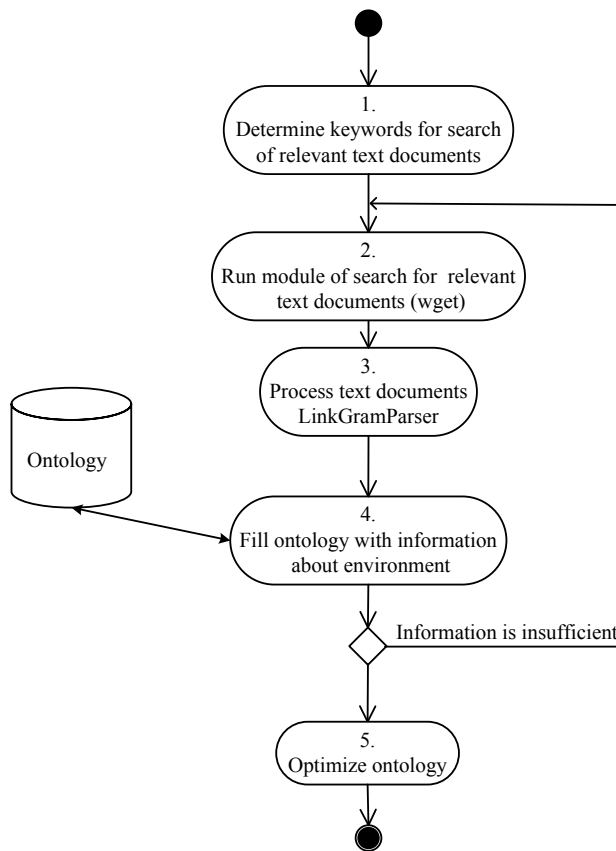 1.
Determine keywords for search
of relevant text documents
2.
Run module of search for relevant
text documents (wget)
3.
Process text documents
LinkGramParser
Ontology
4.
Fill ontology with information
about environment
Information is insufficient
5.
Optimize ontology